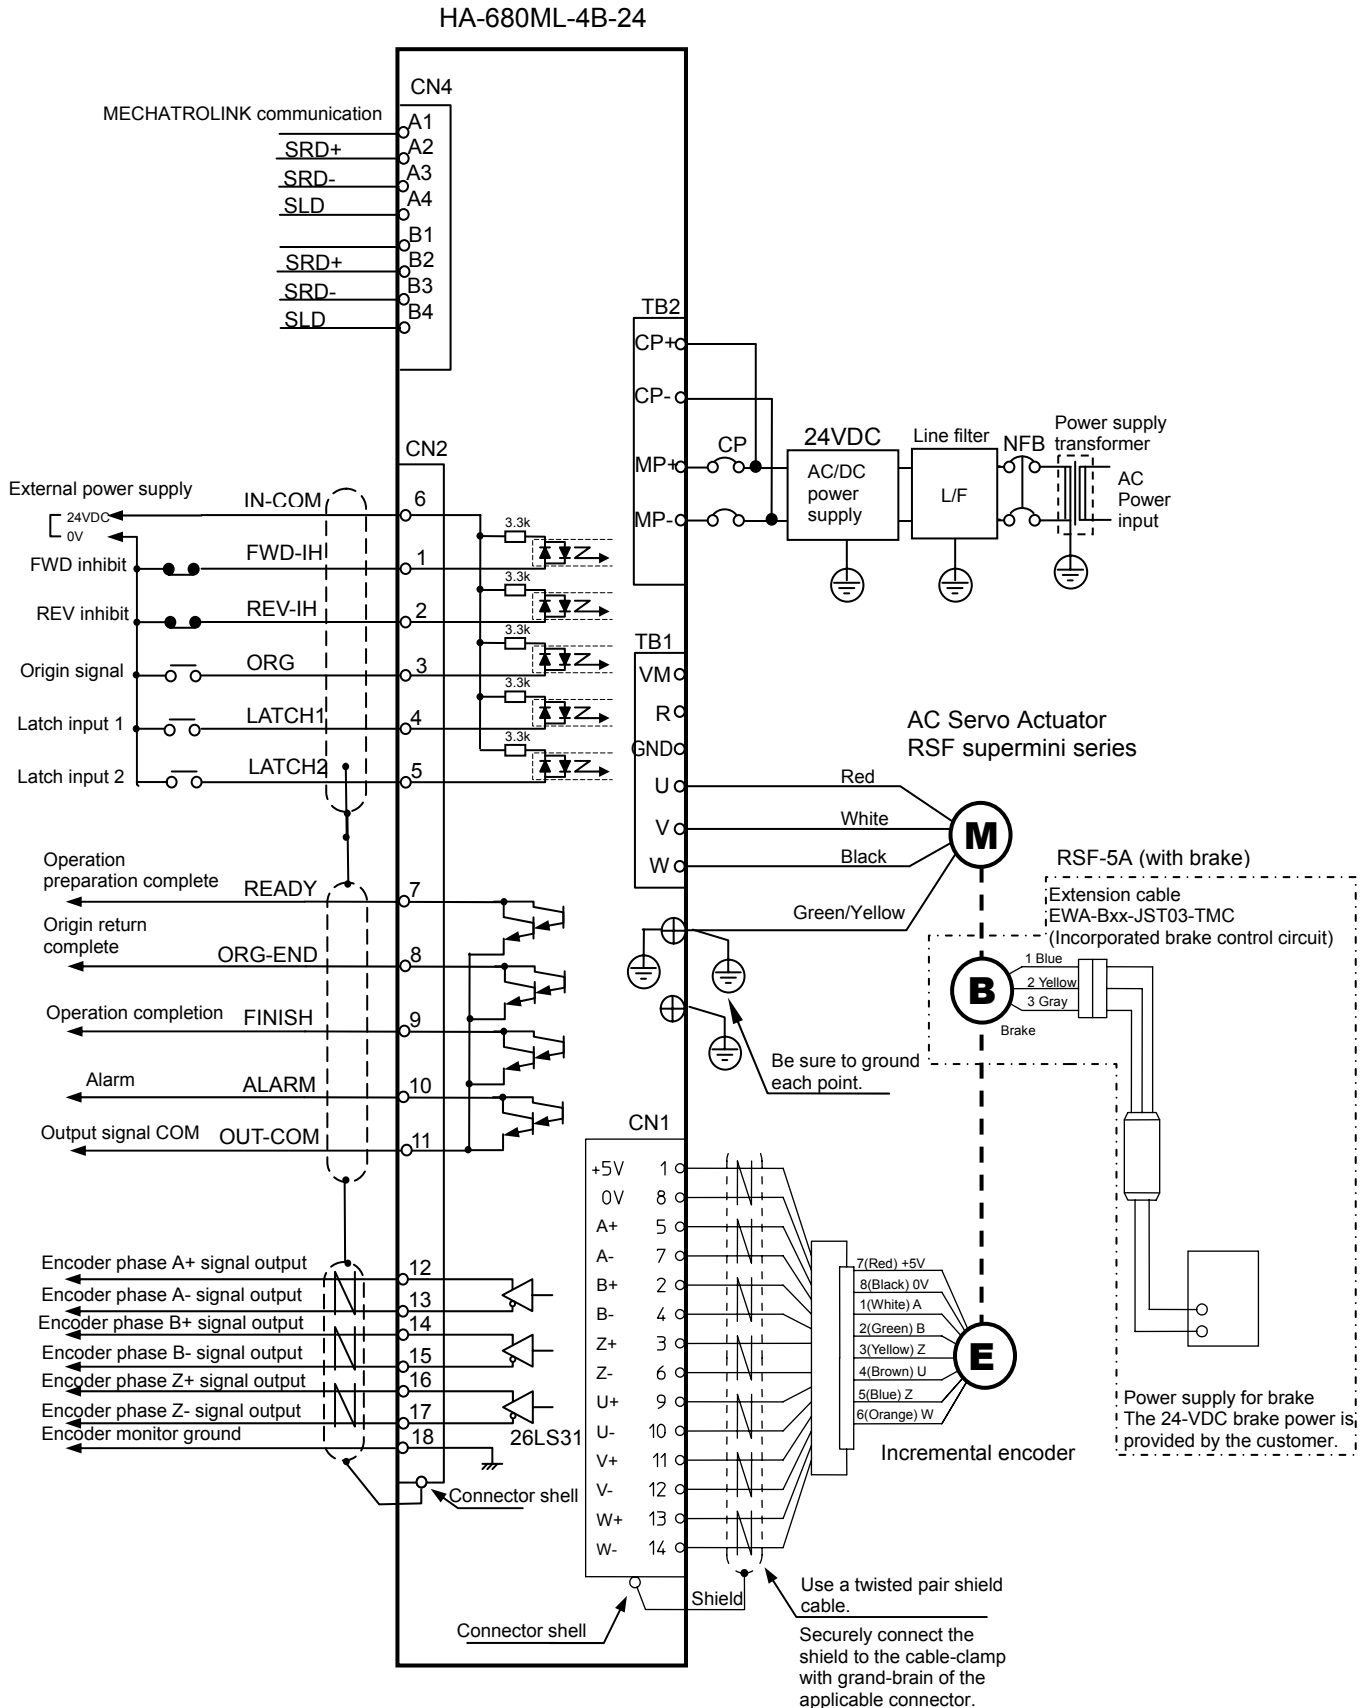 HA-680ML-4B-24
CN4
MECHATROLINK communication
A1
SRD+
A2
SRD-
A3
SLD
A4
B1
SRD+
B2
SRD-
B3
SLD
B4
TB2
CP+
CP-
MP+
MP-
CP
24VDC
AC/DC
power
supply
Line filter
L/F
NFB
Power supply
transformer
AC
Power
input
CN2
External power supply
24VDC
0V
IN-COM
6
3.3k
FWD inhibit
FWD-IH
1
3.3k
REV inhibit
REV-IH
2
3.3k
Origin signal
ORG
3
3.3k
Latch input 1
LATCH1
4
3.3k
Latch input 2
LATCH2
5
TB1
VM
R
GND
U
V
W
AC Servo Actuator
RSF supermini series
Red
White
Black
Green/Yellow
M
RSF-5A (with brake)
Extension cable
EWA-Bxx-JST03-TMC
(Incorporated brake control circuit)
1 Blue
2 Yellow
3 Gray
B
Brake
Be sure to ground
each point.
Operation
preparation complete
READY
7
Origin return
complete
ORG-END
8
Operation completion
FINISH
9
Alarm
ALARM
10
Output signal COM
OUT-COM
11
CN1
+5V 1
0V 8
A+ 5
A- 7
B+ 2
B- 4
Z+ 3
Z- 6
U+ 9
U- 10
V+ 11
V- 12
W+ 13
W- 14
7(Red) +5V
8(Black) 0V
1(White) A
2(Green) B
3(Yellow) Z
4(Brown) U
5(Blue) Z
6(Orange) W
E
Incremental encoder
Power supply for brake
The 24-VDC brake power is
provided by the customer.
Encoder phase A+ signal output
12
Encoder phase A- signal output
13
Encoder phase B+ signal output
14
Encoder phase B- signal output
15
Encoder phase Z+ signal output
16
Encoder phase Z- signal output
17
Encoder monitor ground
18
26LS31
Connector shell
Shield
Connector shell
Use a twisted pair shield
cable.
Securely connect the
shield to the cable-clamp
with grand-brain of the
applicable connector.